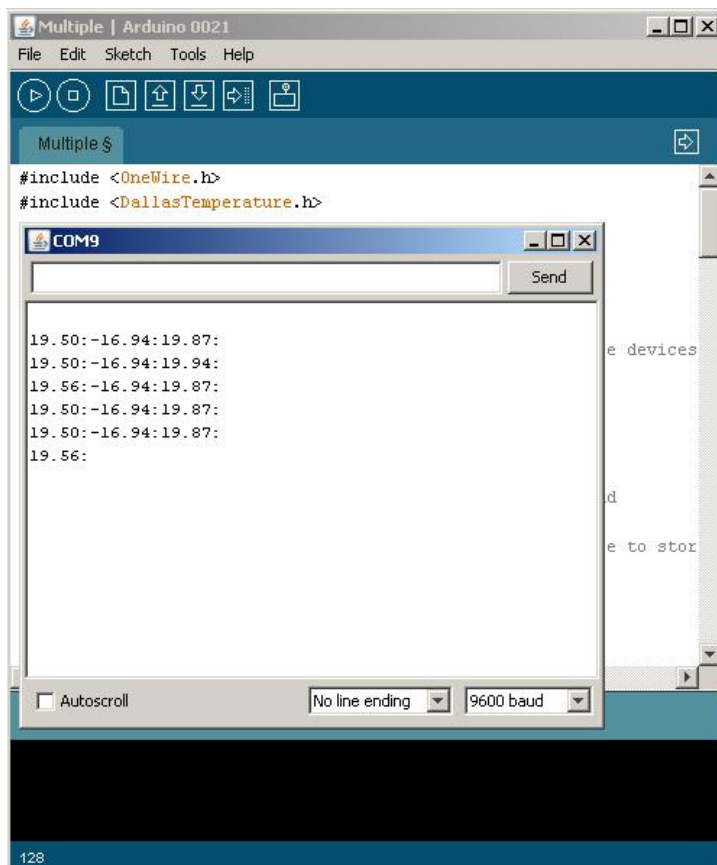 Multiple | Arduino 0021
File Edit Sketch Tools Help
Multiple §
#include <OneWire.h>
#include <DallasTemperature.h>
COM9
Send
19.50:-16.94:19.87:
19.50:-16.94:19.94:
19.56:-16.94:19.87:
19.50:-16.94:19.87:
19.50:-16.94:19.87:
19.56:
e devices
d
e to stor
Autoscroll
No line ending
9600 baud
128